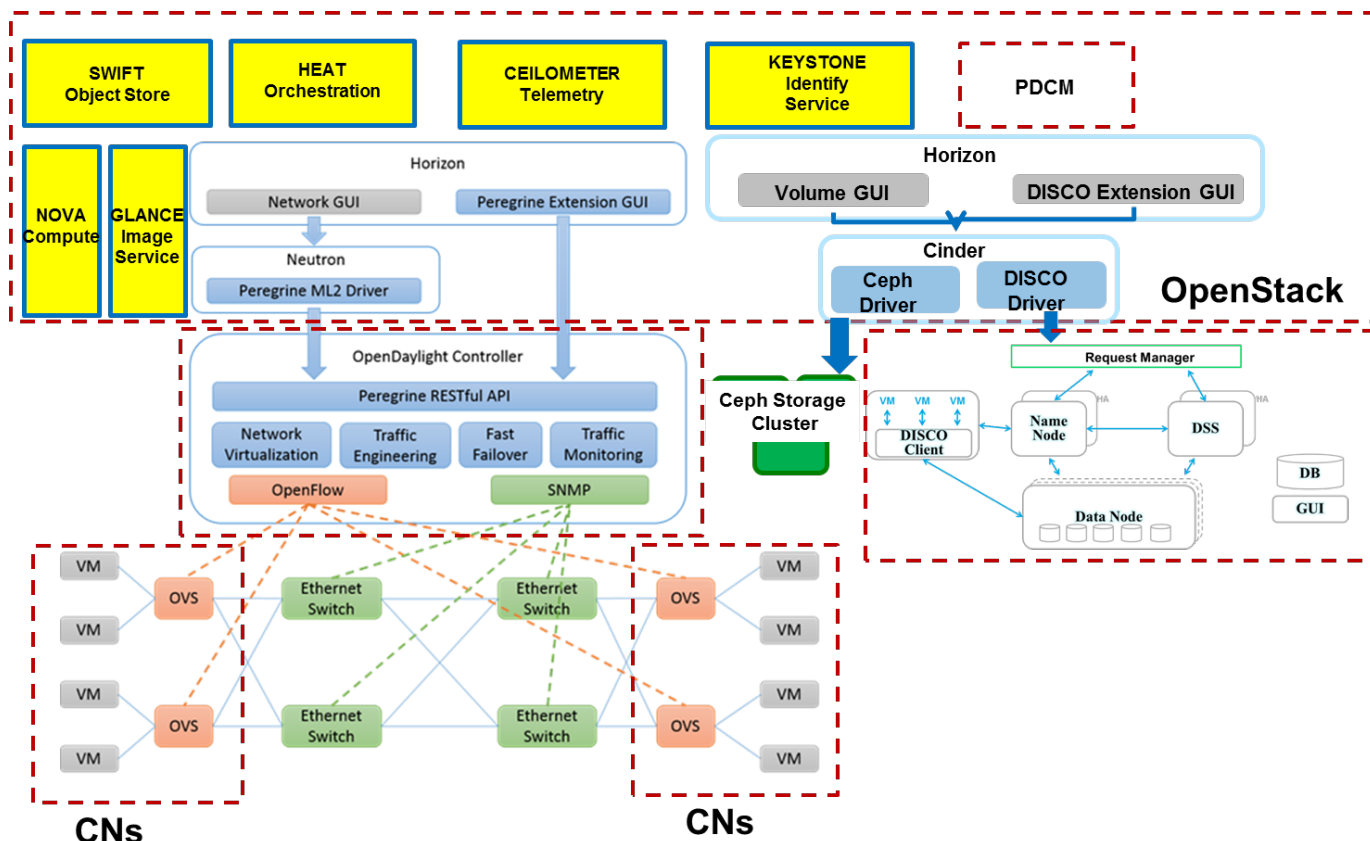 SWIFT
Object Store
HEAT
Orchestration
CEILOMETER
Telemetry
KEYSTONE
Identify
Service
PDCM
NOVA
Compute
GLANCE
Image
Service
Horizon
Network GUI
Peregrine Extension GUI
Neutron
Peregrine ML2 Driver
Horizon
Volume GUI
DISCO Extension GUI
Cinder
Ceph
Driver
DISCO
Driver
OpenStack
OpenDaylight Controller
Peregrine RESTful API
Network
Virtualization
Traffic
Engineering
Fast
Failover
Traffic
Monitoring
OpenFlow
SNMP
Ceph Storage
Cluster
Request Manager
VM
VM
VM
DISCO
Client
Name
Node
HA
DSS
HA
Data Node
DB
GUI
VM
VM
VM
VM
OVS
OVS
Ethernet
Switch
Ethernet
Switch
Ethernet
Switch
Ethernet
Switch
OVS
OVS
VM
VM
VM
VM
CNs
CNs